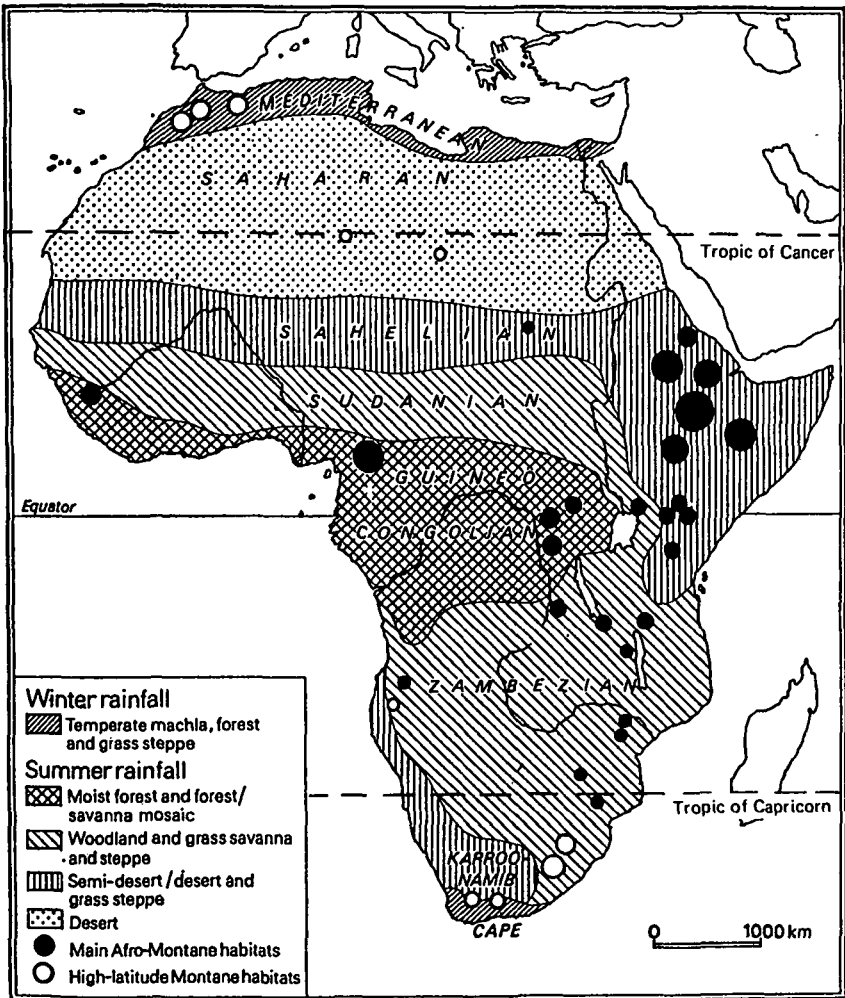 MEDITERRANEAN
SAHARAN
Tropic of Cancer
SAHELIAN
SUDANIAN
GUINEO
Equator
CONGOLIAN
ZAMBEZIAN
Tropic of Capricorn
KARROO-
NAMIB
CAPE
0 1000 km
Winter rainfall
Temperate machla, forest
and grass steppe
Summer rainfall
Moist forest and forest/
savanna mosaic
Woodland and grass savanna
and steppe
Semi-desert/desert and
grass steppe
Desert
Main Afro-Montane habitats
High-latitude Montane habitats